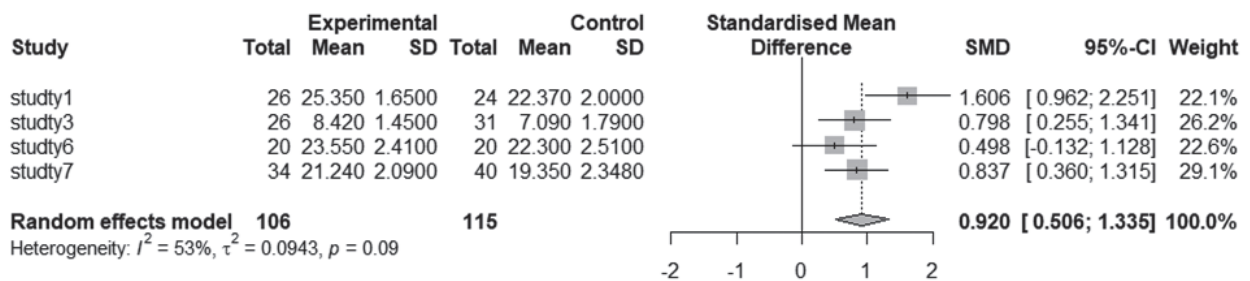 Experimental Control Standardised Mean
Study Total Mean SD Total Mean SD Difference SMD 95%-CI Weight
studty1 26 25.350 1.6500 24 22.370 2.0000 1.606 [ 0.962; 2.251] 22.1%
studty3 26 8.420 1.4500 31 7.090 1.7900 0.798 [ 0.255; 1.341] 26.2%
studty6 20 23.550 2.4100 20 22.300 2.5100 0.498 [-0.132; 1.128] 22.6%
studty7 34 21.240 2.0900 40 19.350 2.3480 0.837 [ 0.360; 1.315] 29.1%
Random effects model 106 115 0.920 [ 0.506; 1.335] 100.0%
Heterogeneity: I² = 53%, τ² = 0.0943, p = 0.09
-2 -1 0 1 2